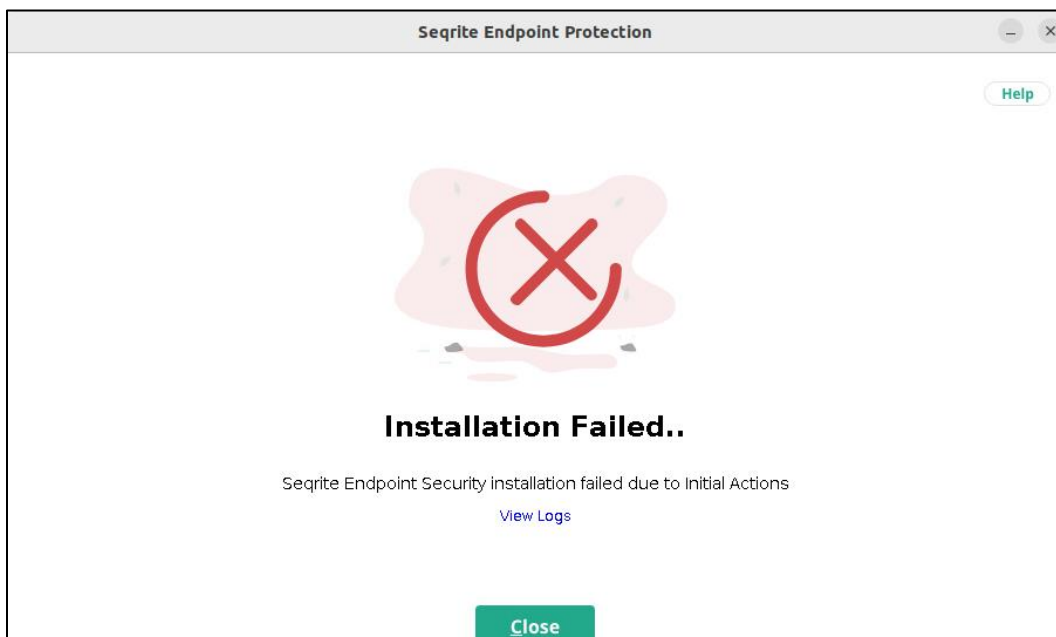 Seqrite Endpoint Protection
Help
Installation Failed..
Seqrite Endpoint Security installation failed due to Initial Actions
View Logs
Close